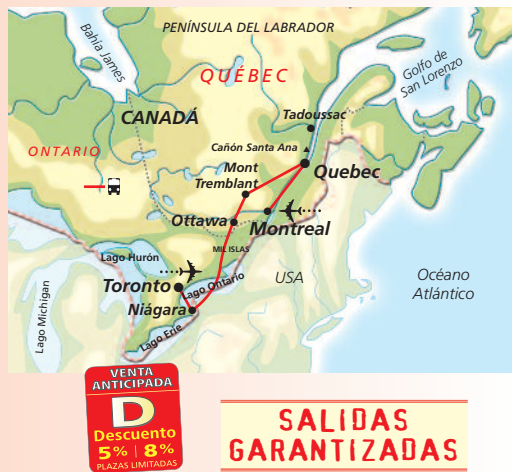 PENÍNSULA DEL LABRADOR
Bahía James
Golfo de
San Lorenzo
QUÉBEC
CANADÁ
Tadoussac
ONTARIO
Cañón Santa Ana
Mont
Tremblant
Quebec
Ottawa
Montreal
MIL ISLAS
Lago Hurón
USA
Océano
Atlántico
Toronto
Lago Ontario
Niágara
Lago Michigan
Lago Erie
VENTA
ANTICIPADA
D
Descuento
5% | 8%
PLAZAS LIMITADAS
SALIDAS
GARANTIZADAS